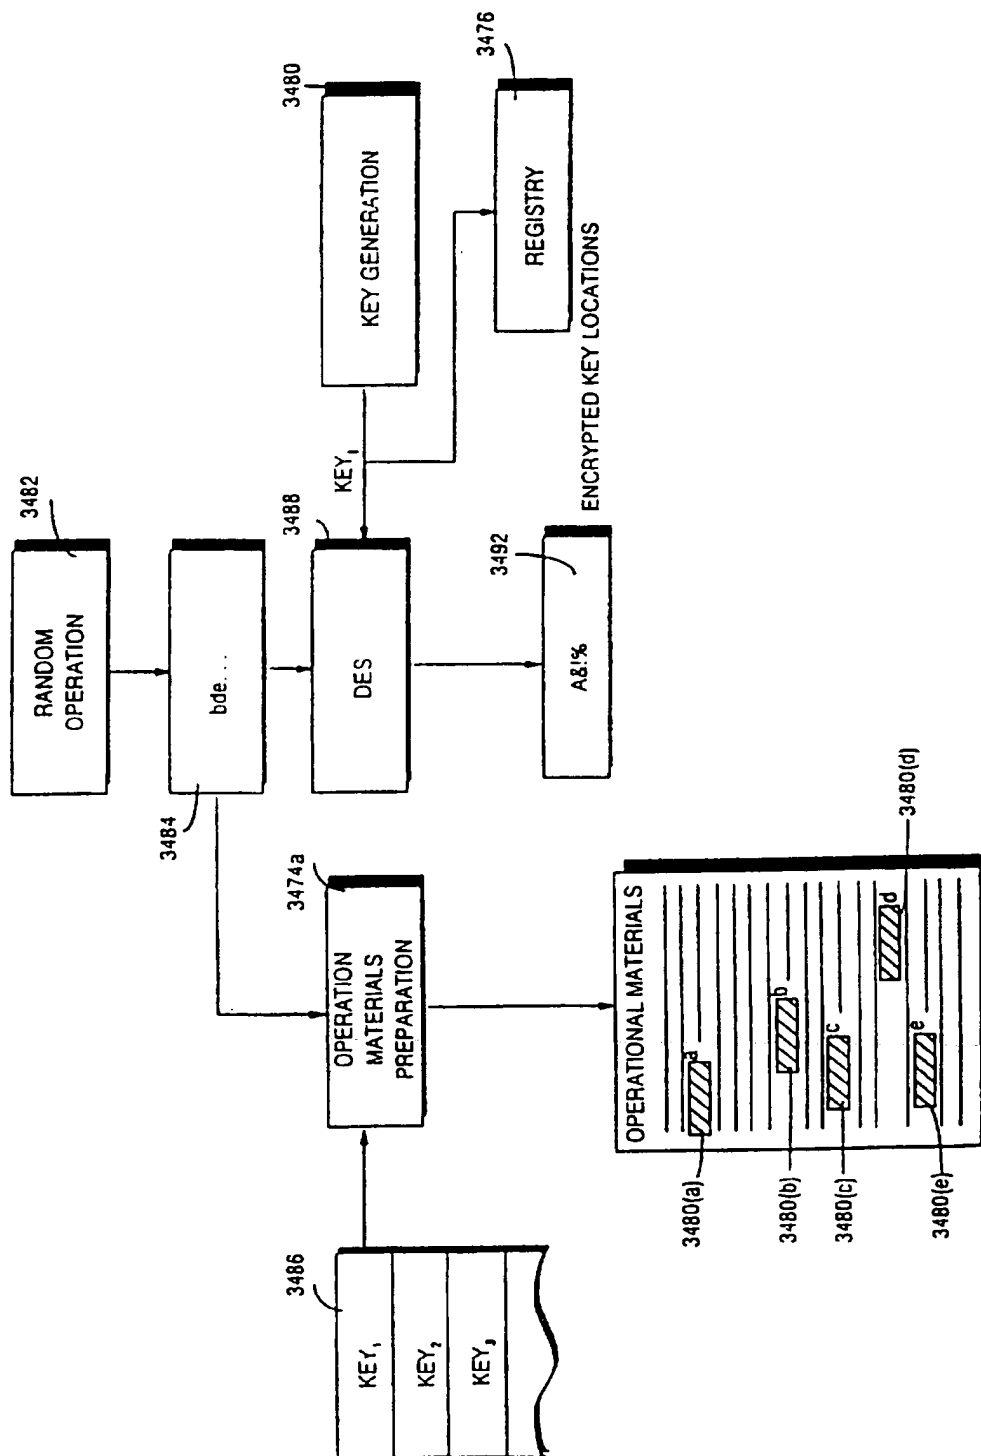 3482
RANDOM
OPERATION
3484
bde...
3480
KEY GENERATION
3488
DES
KEY₁
3476
REGISTRY
ENCRYPTED KEY LOCATIONS
3492
A&!%
3474a
OPERATION
MATERIALS
PREPARATION
3486
KEY₁
KEY₂
KEY₃
OPERATIONAL MATERIALS
a
b
c
d
e
3480(a)
3480(b)
3480(c)
3480(d)
3480(e)